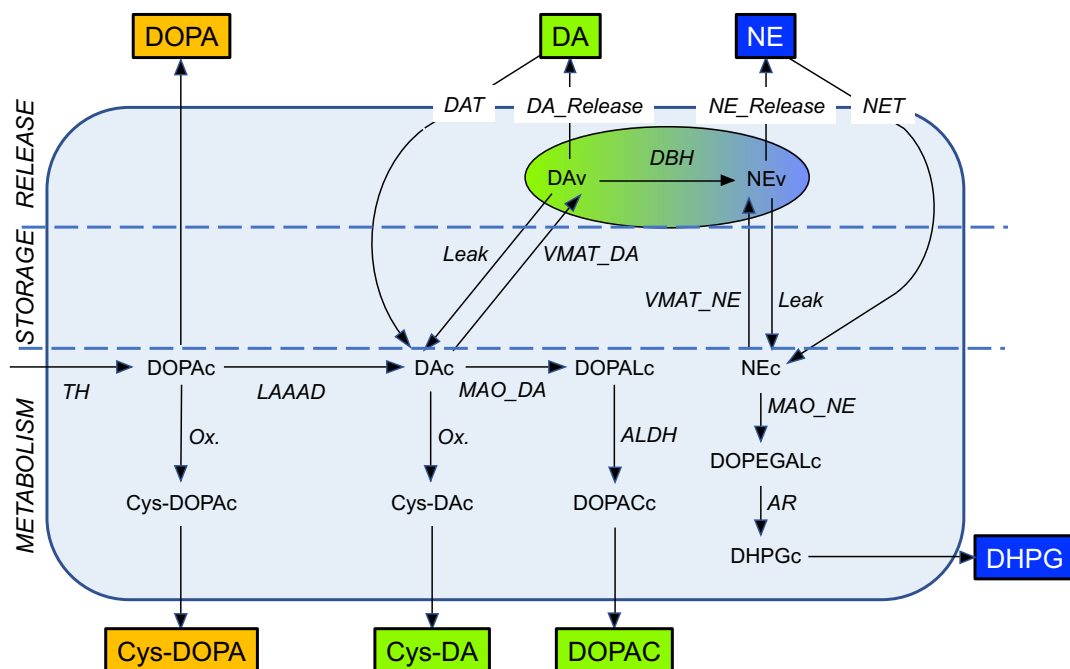 DOPA
DA
NE
RELEASE
DAT
DA_Release
NE_Release
NET
DBH
DAv
NEv
STORAGE
Leak
VMAT_DA
VMAT_NE
Leak
DOPAc
DAc
DOPALc
NEc
TH
LAAAD
MAO_DA
MAO_NE
METABOLISM
Ox.
Ox.
ALDH
DOPEGALc
Cys-DOPAc
Cys-DAc
DOPACc
AR
DHPGc
DHPG
Cys-DOPA
Cys-DA
DOPAC